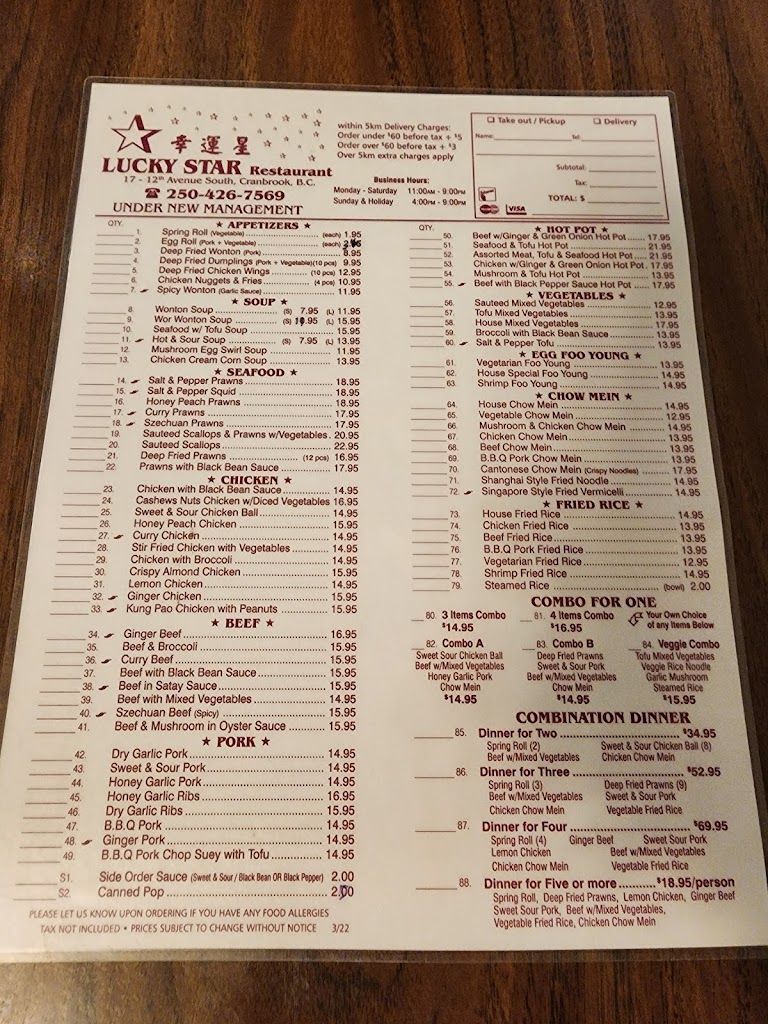 幸運星
LUCKY STAR Restaurant
17 - 12th Avenue South, Cranbrook, B.C.
☎ 250-426-7569
UNDER NEW MANAGEMENT
within 5km Delivery Charges:
Order under $60 before tax + $5
Order over $60 before tax + $3
Over 5km extra charges apply
Business Hours:
Monday - Saturday 11:00AM - 9:00PM
Sunday & Holiday 4:00PM - 9:00PM
❑ Take out / Pickup ❑ Delivery
Name: Tel:
Subtotal:
Tax:
VISA TOTAL: $
QTY. ★ APPETIZERS ★
1. Spring Roll (Vegetable) (each) 1.95
2. Egg Roll (Pork + Vegetable) (each)
3. Deep Fried Wonton (Pork) 8.95
4. Deep Fried Dumplings (Pork + Vegetable) (10 pcs) 9.95
5. Deep Fried Chicken Wings (10 pcs) 12.95
6. Chicken Nuggets & Fries (4 pcs) 10.95
7. Spicy Wonton (Garlic Sauce) 11.95
★ SOUP ★
8. Wonton Soup (S) 7.95 (L) 11.95
9. Wor Wonton Soup (S) (L) 15.95
10. Seafood w/ Tofu Soup 15.95
11. Hot & Sour Soup (S) 7.95 (L) 13.95
12. Mushroom Egg Swirl Soup 11.95
13. Chicken Cream Corn Soup 13.95
★ SEAFOOD ★
14. Salt & Pepper Prawns 18.95
15. Salt & Pepper Squid 18.95
16. Honey Peach Prawns 18.95
17. Curry Prawns 17.95
18. Szechuan Prawns 17.95
19. Sauteed Scallops & Prawns w/Vegetables. 20.95
20. Sauteed Scallops 22.95
21. Deep Fried Prawns (12 pcs) 16.95
22. Prawns with Black Bean Sauce 17.95
★ CHICKEN ★
23. Chicken with Black Bean Sauce 14.95
24. Cashews Nuts Chicken w/Diced Vegetables 16.95
25. Sweet & Sour Chicken Ball 14.95
26. Honey Peach Chicken 15.95
27. Curry Chicken 14.95
28. Stir Fried Chicken with Vegetables 14.95
29. Chicken with Broccoli 14.95
30. Crispy Almond Chicken 15.95
31. Lemon Chicken 14.95
32. Ginger Chicken 15.95
33. Kung Pao Chicken with Peanuts 15.95
★ BEEF ★
34. Ginger Beef 16.95
35. Beef & Broccoli 15.95
36. Curry Beef 15.95
37. Beef with Black Bean Sauce 15.95
38. Beef in Satay Sauce 15.95
39. Beef with Mixed Vegetables 14.95
40. Szechuan Beef (Spicy) 15.95
41. Beef & Mushroom in Oyster Sauce 15.95
★ PORK ★
42. Dry Garlic Pork 14.95
43. Sweet & Sour Pork 14.95
44. Honey Garlic Pork 14.95
45. Honey Garlic Ribs 16.95
46. Dry Garlic Ribs 15.95
47. B.B.Q Pork 14.95
48. Ginger Pork 14.95
49. B.B.Q Pork Chop Suey with Tofu 14.95
S1. Side Order Sauce (Sweet & Sour / Black Bean OR Black Pepper) 2.00
S2. Canned Pop
PLEASE LET US KNOW UPON ORDERING IF YOU HAVE ANY FOOD ALLERGIES
TAX NOT INCLUDED • PRICES SUBJECT TO CHANGE WITHOUT NOTICE 3/22
QTY. ★ HOT POT ★
50. Beef w/Ginger & Green Onion Hot Pot 17.95
51. Seafood & Tofu Hot Pot 21.95
52. Assorted Meat, Tofu & Seafood Hot Pot 21.95
53. Chicken w/Ginger & Green Onion Hot Pot. 17.95
54. Mushroom & Tofu Hot Pot 13.95
55. Beef with Black Pepper Sauce Hot Pot 17.95
★ VEGETABLES ★
56. Sauteed Mixed Vegetables 12.95
57. Tofu Mixed Vegetables 13.95
58. House Mixed Vegetables 17.95
59. Broccoli with Black Bean Sauce 13.95
60. Salt & Pepper Tofu 13.95
★ EGG FOO YOUNG ★
61. Vegetarian Foo Young 13.95
62. House Special Foo Young 14.95
63. Shrimp Foo Young 14.95
★ CHOW MEIN ★
64. House Chow Mein 14.95
65. Vegetable Chow Mein 12.95
66. Mushroom & Chicken Chow Mein 14.95
67. Chicken Chow Mein 13.95
68. Beef Chow Mein 13.95
69. B.B.Q Pork Chow Mein 13.95
70. Cantonese Chow Mein (Crispy Noodles) 17.95
71. Shanghai Style Fried Noodle 14.95
72. Singapore Style Fried Vermicelli 14.95
★ FRIED RICE ★
73. House Fried Rice 14.95
74. Chicken Fried Rice 13.95
75. Beef Fried Rice 13.95
76. B.B.Q Pork Fried Rice 13.95
77. Vegetarian Fried Rice 12.95
78. Shrimp Fried Rice 14.95
79. Steamed Rice (bowl) 2.00
COMBO FOR ONE
80. 3 Items Combo 81. 4 Items Combo Your Own Choice
$14.95 $16.95 of any Items Below
82. Combo A 83. Combo B 84. Veggie Combo
Sweet Sour Chicken Ball Deep Fried Prawns Tofu Mixed Vegetables
Beef w/Mixed Vegetables Sweet & Sour Pork Veggie Rice Noodle
Honey Garlic Pork Beef w/Mixed Vegetables Garlic Mushroom
Chow Mein Chow Mein Steamed Rice
$14.95 $14.95 $15.95
COMBINATION DINNER
85. Dinner for Two $34.95
Spring Roll (2) Sweet & Sour Chicken Ball (8)
Beef w/Mixed Vegetables Chicken Chow Mein
86. Dinner for Three $52.95
Spring Roll (3) Deep Fried Prawns (9)
Beef w/Mixed Vegetables Sweet & Sour Pork
Chicken Chow Mein Vegetable Fried Rice
87. Dinner for Four $69.95
Spring Roll (4) Ginger Beef Sweet Sour Pork
Lemon Chicken Beef w/Mixed Vegetables
Chicken Chow Mein Vegetable Fried Rice
88. Dinner for Five or more $18.95/person
Spring Roll, Deep Fried Prawns, Lemon Chicken, Ginger Beef
Sweet Sour Pork, Beef w/Mixed Vegetables,
Vegetable Fried Rice, Chicken Chow Mein